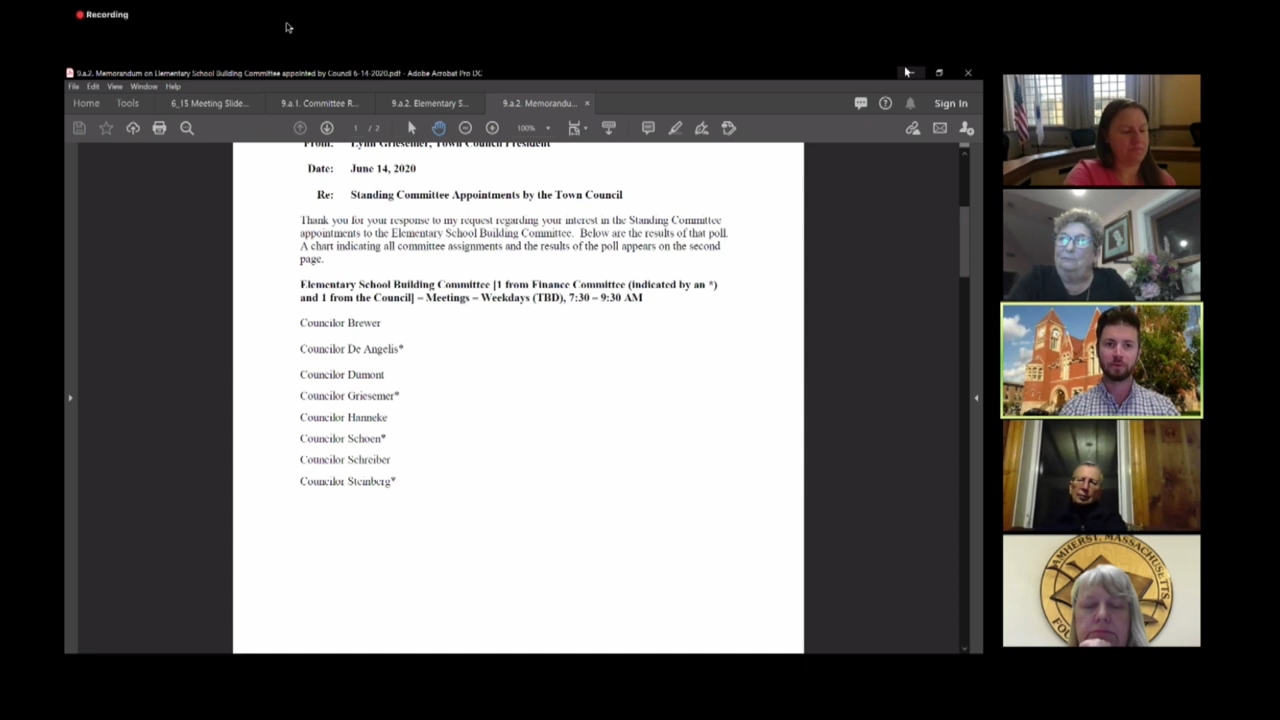 Recording
9.a.2. Memorandum on Elementary School Building Committee appointed by Council 6-14-2020.pdf - Adobe Acrobat Pro DC
File Edit View Window Help
Home Tools 6_15 Meeting Slide... 9.a.1. Committee R... 9.a.2. Elementary S... 9.a.2. Memorandu... × Sign In
1 / 2 100%
From: Lynn Griesemer, Town Council President
Date: June 14, 2020
Re: Standing Committee Appointments by the Town Council
Thank you for your response to my request regarding your interest in the Standing Committee
appointments to the Elementary School Building Committee. Below are the results of that poll.
A chart indicating all committee assignments and the results of the poll appears on the second
page.
Elementary School Building Committee [1 from Finance Committee (indicated by an *)
and 1 from the Council] – Meetings – Weekdays (TBD), 7:30 – 9:30 AM
Councilor Brewer
Councilor De Angelis*
Councilor Dumont
Councilor Griesemer*
Councilor Hanneke
Councilor Schoen*
Councilor Schreiber
Councilor Steinberg*
AMHERST, MASSACHUSETTS